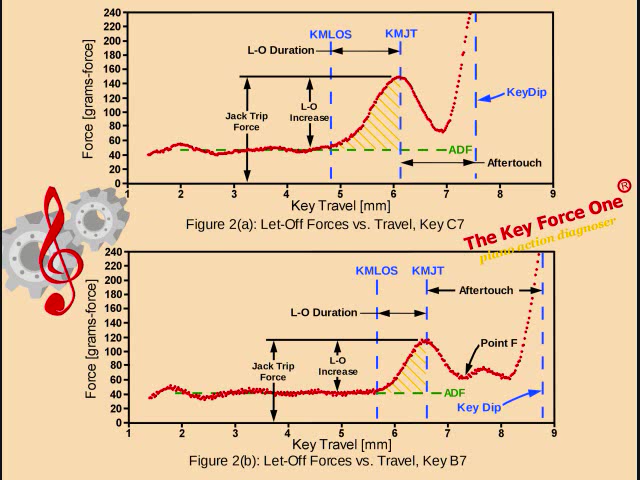 240
220
200
180
160
140
120
100
80
60
40
20
0
Force [grams-force]
KMLOS KMJT
L-O Duration
KeyDip
Jack Trip
Force
L-O
Increase
ADF
Aftertouch
1 2 3 4 5 6 7 8 9
Key Travel [mm]
Figure 2(a): Let-Off Forces vs. Travel, Key C7
The Key Force One ®
piano action diagnoser
240
220
200
180
160
140
120
100
80
60
40
20
0
Force [grams-force]
KMLOS KMJT
Aftertouch
L-O Duration
Point F
Jack Trip
Force
L-O
Increase
ADF
Key Dip
1 2 3 4 5 6 7 8 9
Key Travel [mm]
Figure 2(b): Let-Off Forces vs. Travel, Key B7